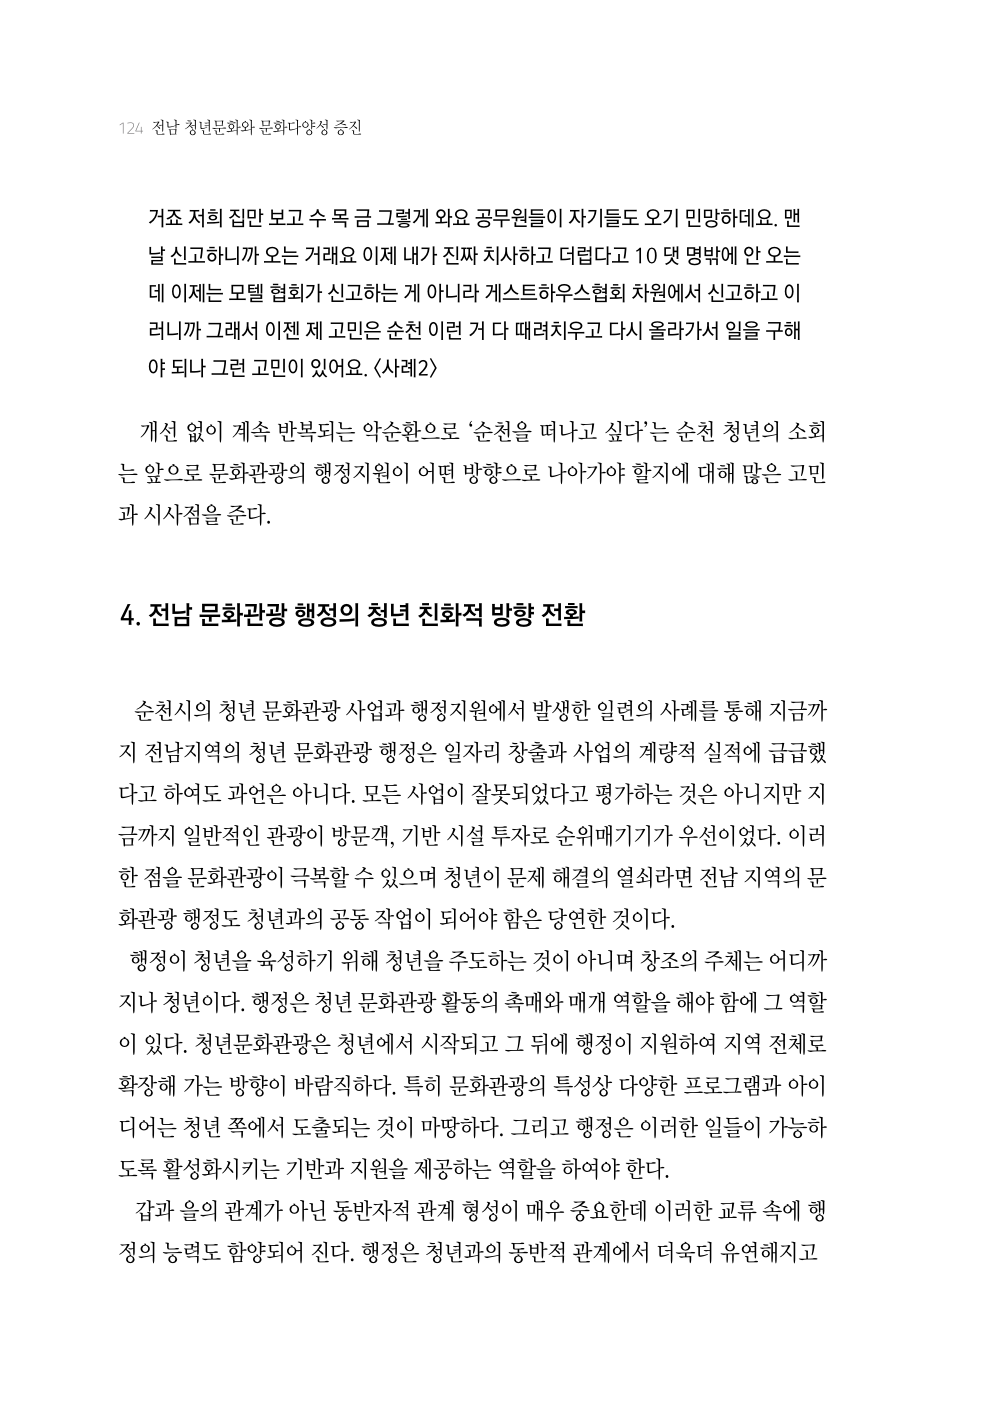 124 전남 청년문화와 문화다양성 증진
거죠 저희 집만 보고 수 목 금 그렇게 와요 공무원들이 자기들도 오기 민망하데요. 맨
날 신고하니까 오는 거래요 이제 내가 진짜 치사하고 더럽다고 10 댓 명밖에 안 오는
데 이제는 모텔 협회가 신고하는 게 아니라 게스트하우스협회 차원에서 신고하고 이
러니까 그래서 이젠 제 고민은 순천 이런 거 다 때려치우고 다시 올라가서 일을 구해
야 되나 그런 고민이 있어요. 〈사례2〉
개선 없이 계속 반복되는 악순환으로 ‘순천을 떠나고 싶다’는 순천 청년의 소회
는 앞으로 문화관광의 행정지원이 어떤 방향으로 나아가야 할지에 대해 많은 고민
과 시사점을 준다.
4. 전남 문화관광 행정의 청년 친화적 방향 전환
순천시의 청년 문화관광 사업과 행정지원에서 발생한 일련의 사례를 통해 지금까
지 전남지역의 청년 문화관광 행정은 일자리 창출과 사업의 계량적 실적에 급급했
다고 하여도 과언은 아니다. 모든 사업이 잘못되었다고 평가하는 것은 아니지만 지
금까지 일반적인 관광이 방문객, 기반 시설 투자로 순위매기기가 우선이었다. 이러
한 점을 문화관광이 극복할 수 있으며 청년이 문제 해결의 열쇠라면 전남 지역의 문
화관광 행정도 청년과의 공동 작업이 되어야 함은 당연한 것이다.
행정이 청년을 육성하기 위해 청년을 주도하는 것이 아니며 창조의 주체는 어디까
지나 청년이다. 행정은 청년 문화관광 활동의 촉매와 매개 역할을 해야 함에 그 역할
이 있다. 청년문화관광은 청년에서 시작되고 그 뒤에 행정이 지원하여 지역 전체로
확장해 가는 방향이 바람직하다. 특히 문화관광의 특성상 다양한 프로그램과 아이
디어는 청년 쪽에서 도출되는 것이 마땅하다. 그리고 행정은 이러한 일들이 가능하
도록 활성화시키는 기반과 지원을 제공하는 역할을 하여야 한다.
갑과 을의 관계가 아닌 동반자적 관계 형성이 매우 중요한데 이러한 교류 속에 행
정의 능력도 함양되어 진다. 행정은 청년과의 동반적 관계에서 더욱더 유연해지고